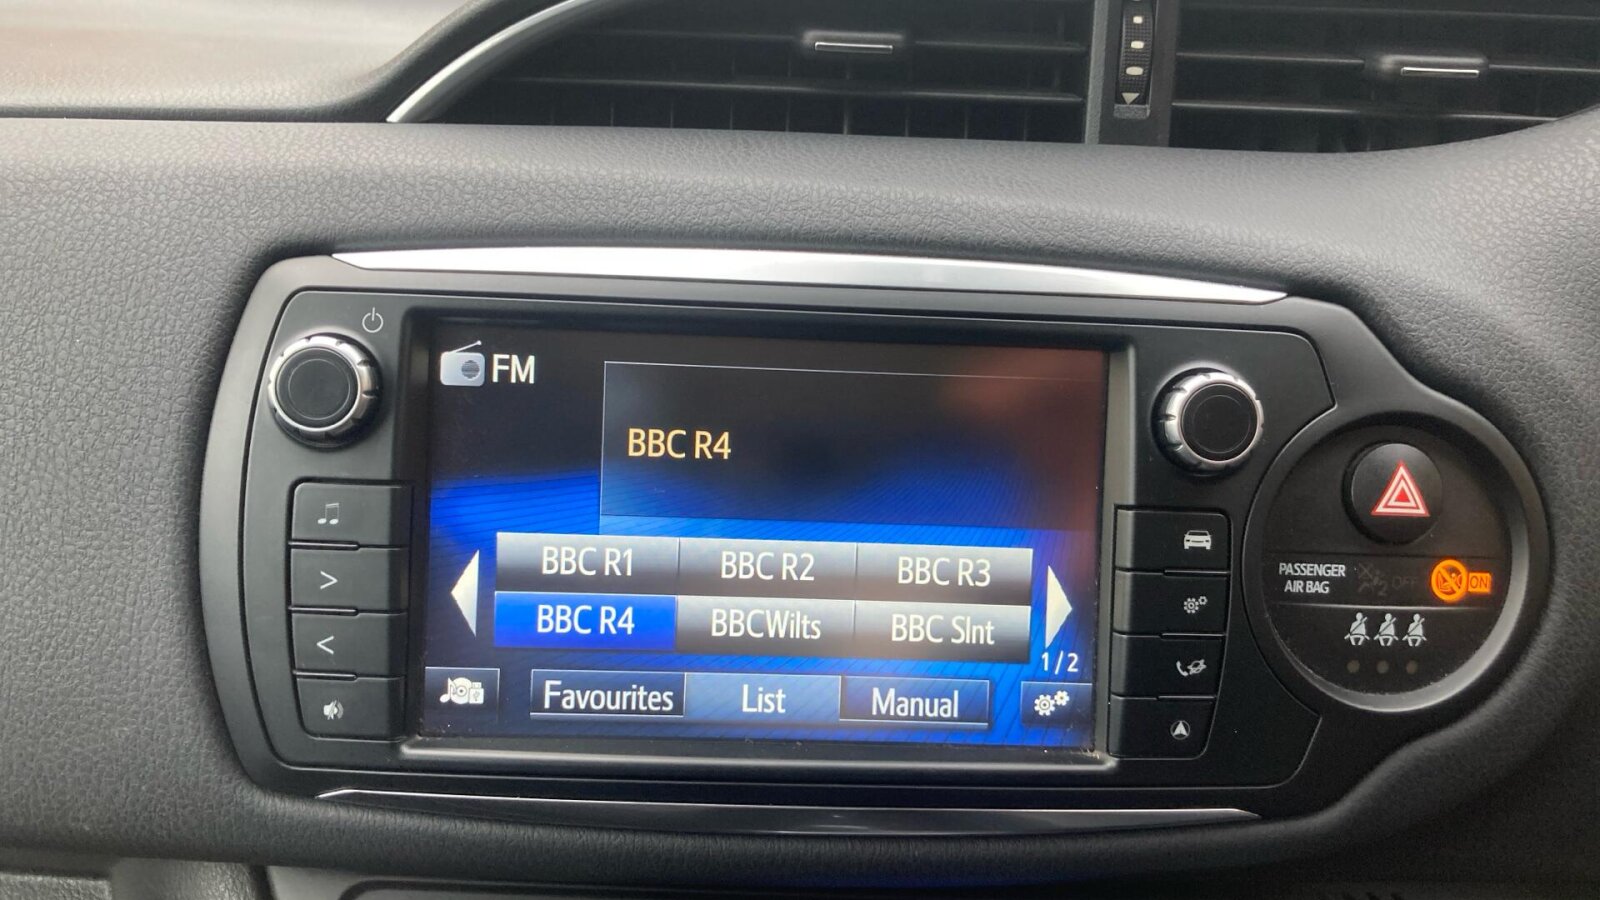 FM
BBC R4
BBC R1 BBC R2 BBC R3
BBC R4 BBCWilts BBC Slnt
1/2
Favourites List Manual
PASSENGER
AIR BAG
OFF
ON